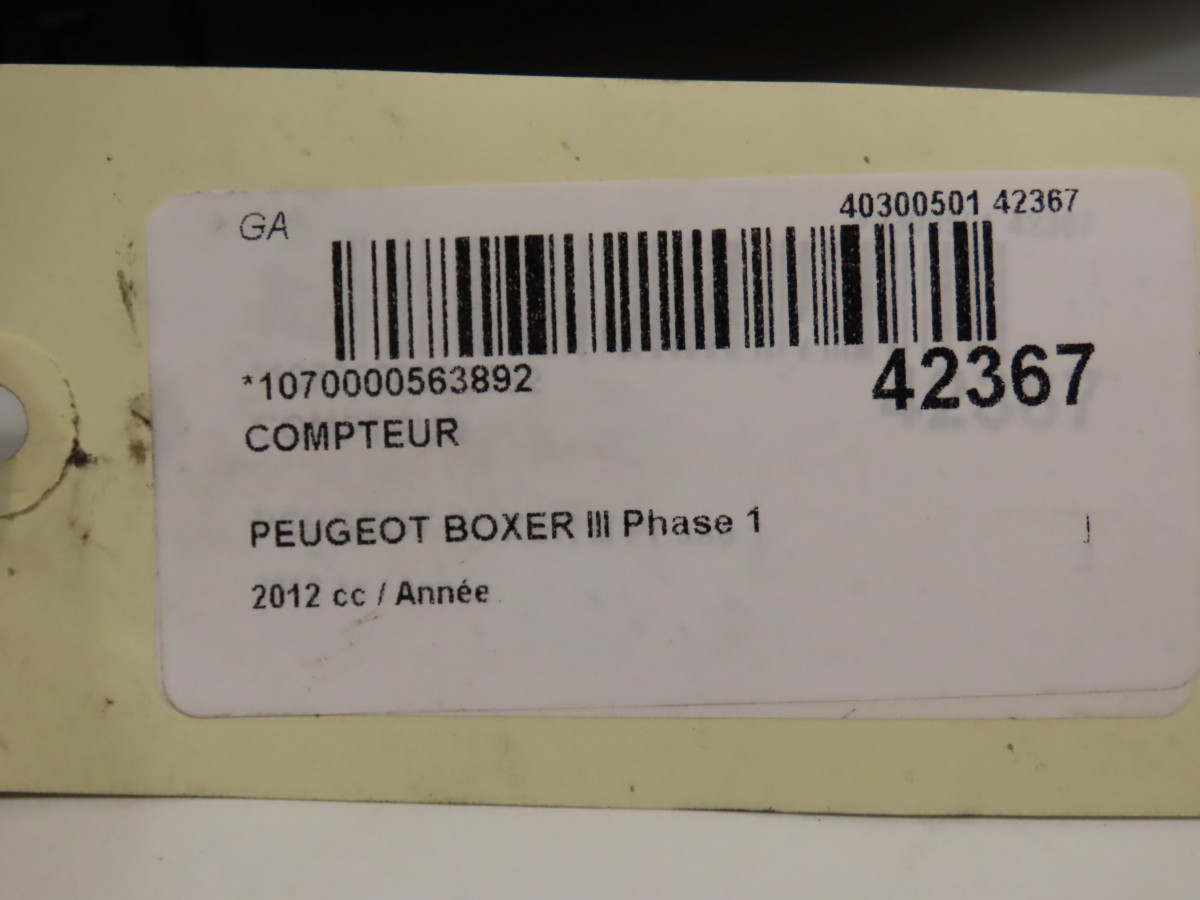 GA
40300501 42367
*1070000563892
42367
COMPTEUR
PEUGEOT BOXER III Phase 1
2012 cc / Année